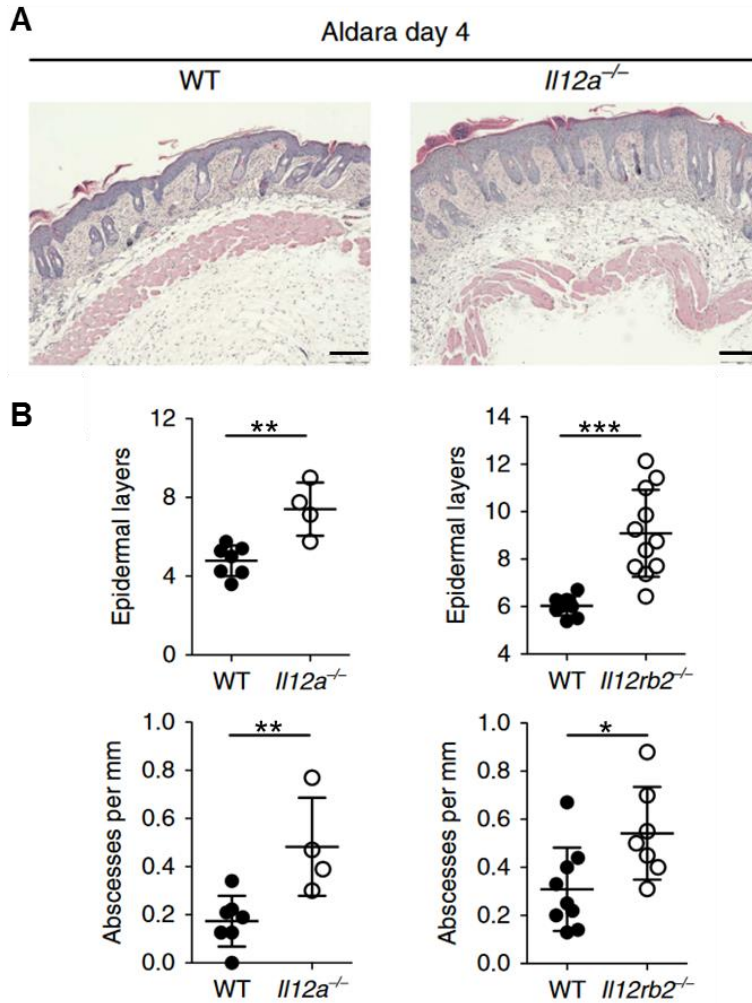 A
Aldara day 4
WT Il12a–/–
B
12
8
4
0
Epidermal layers
**
WT Il12a–/–
14
12
10
8
6
4
Epidermal layers
***
WT Il12rb2–/–
1.0
0.8
0.6
0.4
0.2
0.0
Abscesses per mm
**
WT Il12a–/–
1.0
0.8
0.6
0.4
0.2
0.0
Abscesses per mm
*
WT Il12rb2–/–